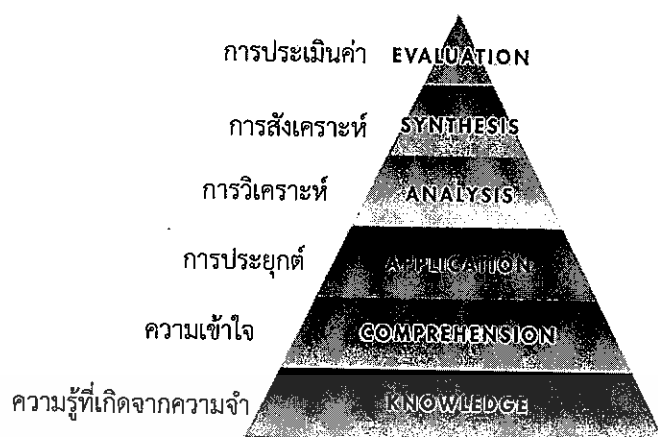 การประเมินค่า EVALUATION
การสังเคราะห์ SYNTHESIS
การวิเคราะห์ ANALYSIS
การประยุกต์ APPLICATION
ความเข้าใจ COMPREHENSION
ความรู้ที่เกิดจากความจำ KNOWLEDGE